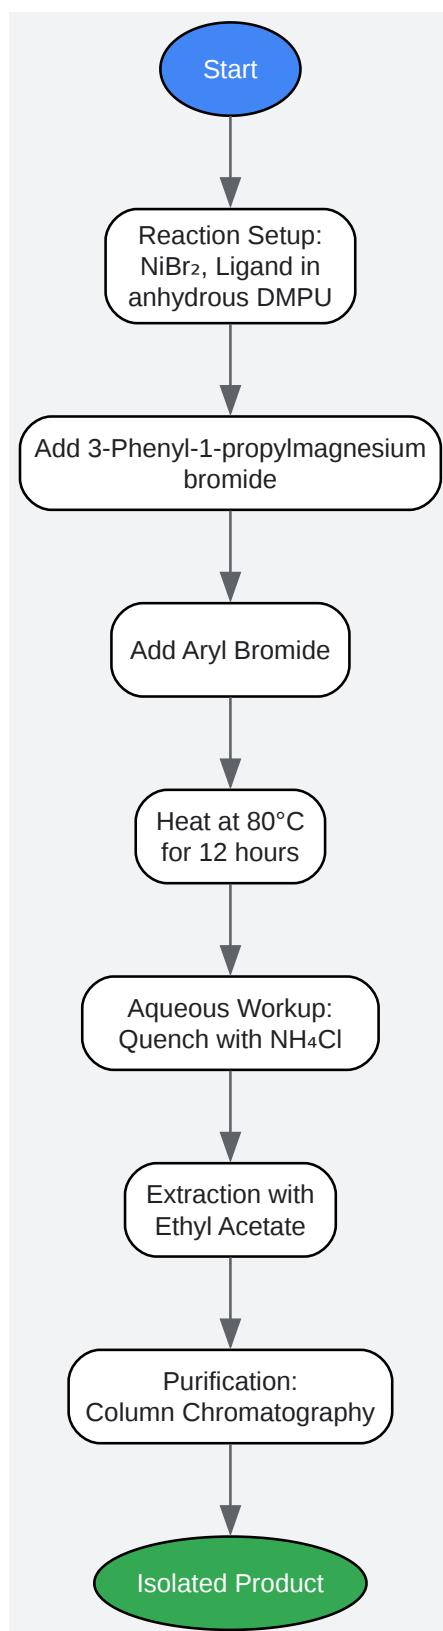 Start
Reaction Setup:
NiBr₂, Ligand in
anhydrous DMPU
Add 3-Phenyl-1-propylmagnesium
bromide
Add Aryl Bromide
Heat at 80°C
for 12 hours
Aqueous Workup:
Quench with NH₄Cl
Extraction with
Ethyl Acetate
Purification:
Column Chromatography
Isolated Product